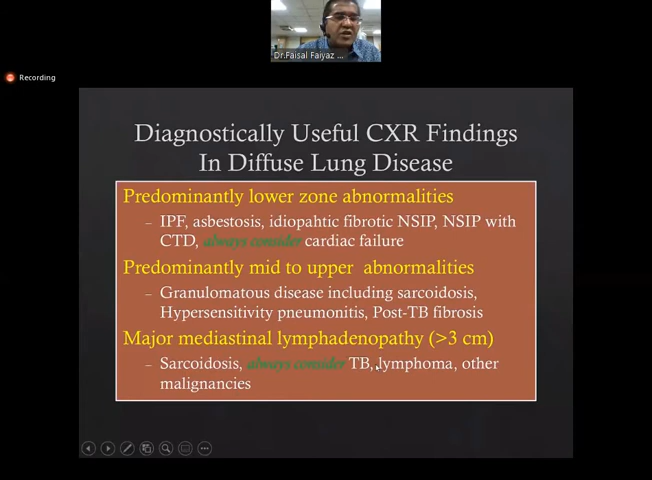 Dr.Faisal Faiyaz ...
Recording
Diagnostically Useful CXR Findings
In Diffuse Lung Disease
Predominantly lower zone abnormalities
– IPF, asbestosis, idiopahtic fibrotic NSIP, NSIP with
CTD, always consider cardiac failure
Predominantly mid to upper abnormalities
– Granulomatous disease including sarcoidosis,
Hypersensitivity pneumonitis, Post-TB fibrosis
Major mediastinal lymphadenopathy (>3 cm)
– Sarcoidosis, always consider TB, lymphoma, other
malignancies